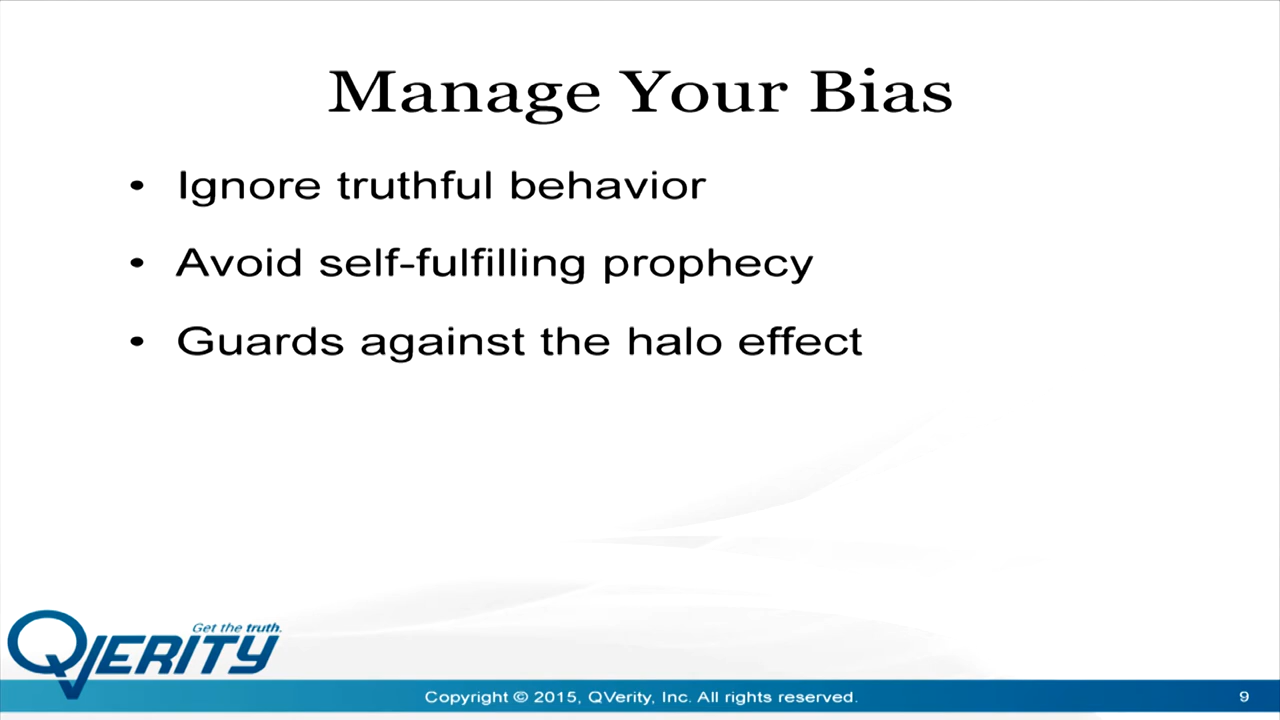 Manage Your Bias
• Ignore truthful behavior
• Avoid self-fulfilling prophecy
• Guards against the halo effect
Get the truth.
QVERITY
Copyright © 2015, QVerity, Inc. All rights reserved.
9